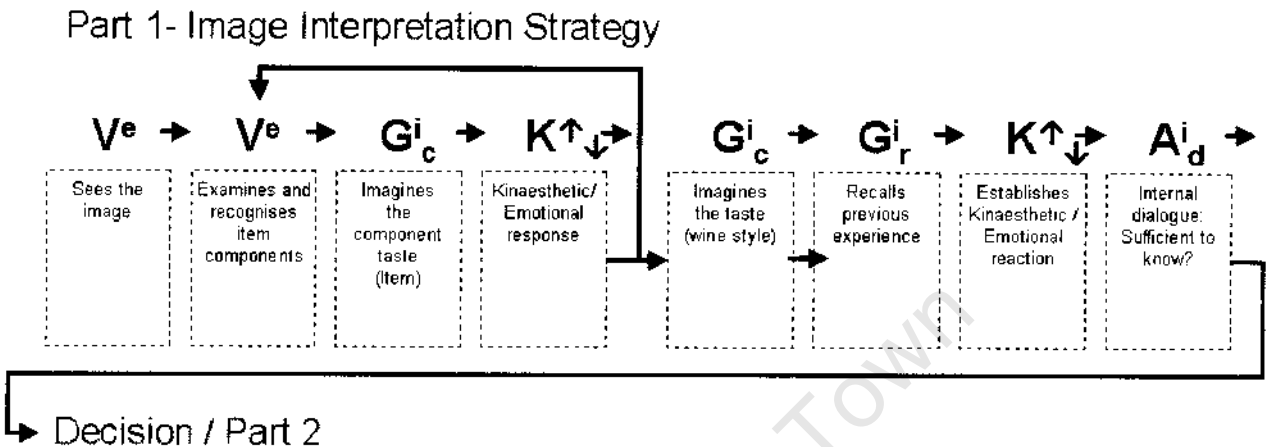 Part 1- Image Interpretation Strategy
Vᵉ → Vᵉ → Gⁱc → K↑↓→ Gⁱc → Gⁱr → K↑↓→ Aⁱd →
Sees the
image
Examines and
recognises
item
components
Imagines
the
component
taste
(Item)
Kinaesthetic/
Emotional
response
Imagines
the taste
(wine style)
Recalls
previous
experience
Establishes
Kinaesthetic /
Emotional
reaction
Internal
dialogue:
Sufficient to
know?
Decision / Part 2
Town